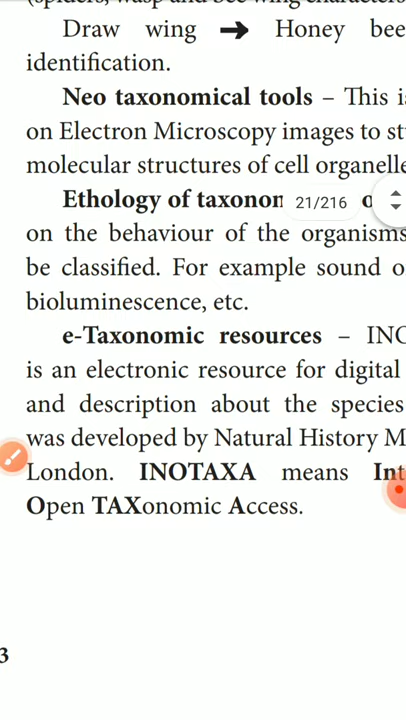 Draw wing → Honey bee
identification.
Neo taxonomical tools – This i
on Electron Microscopy images to st
molecular structures of cell organelle
Ethology of taxonon 21/216
on the behaviour of the organisms
be classified. For example sound o
bioluminescence, etc.
e-Taxonomic resources – INO
is an electronic resource for digital
and description about the species
was developed by Natural History M
London. INOTAXA means Int
Open TAXonomic Access.
3